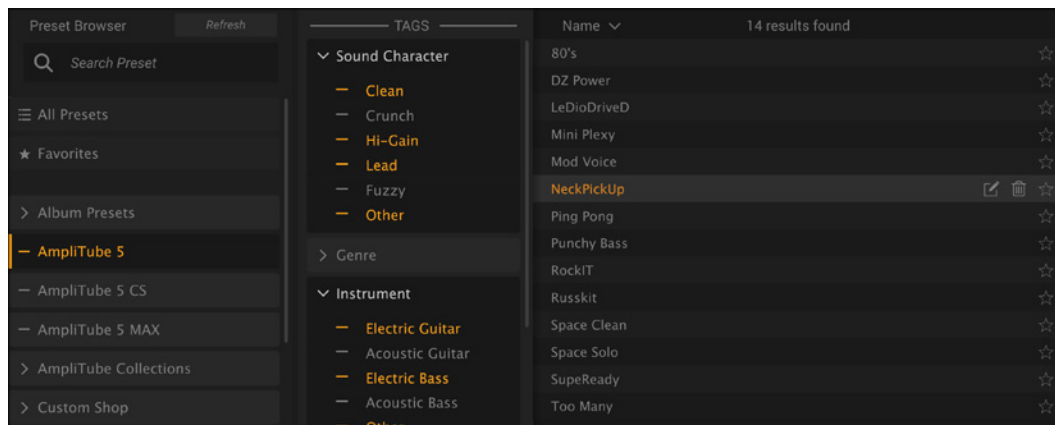 Preset Browser
Refresh
Search Preset
All Presets
Favorites
Album Presets
AmpliTube 5
AmpliTube 5 CS
AmpliTube 5 MAX
AmpliTube Collections
Custom Shop
TAGS
Sound Character
Clean
Crunch
Hi-Gain
Lead
Fuzzy
Other
Genre
Instrument
Electric Guitar
Acoustic Guitar
Electric Bass
Acoustic Bass
Other
Name
14 results found
80's
DZ Power
LeDioDriveD
Mini Plexy
Mod Voice
NeckPickUp
Ping Pong
Punchy Bass
RockIT
Russkit
Space Clean
Space Solo
SupeReady
Too Many